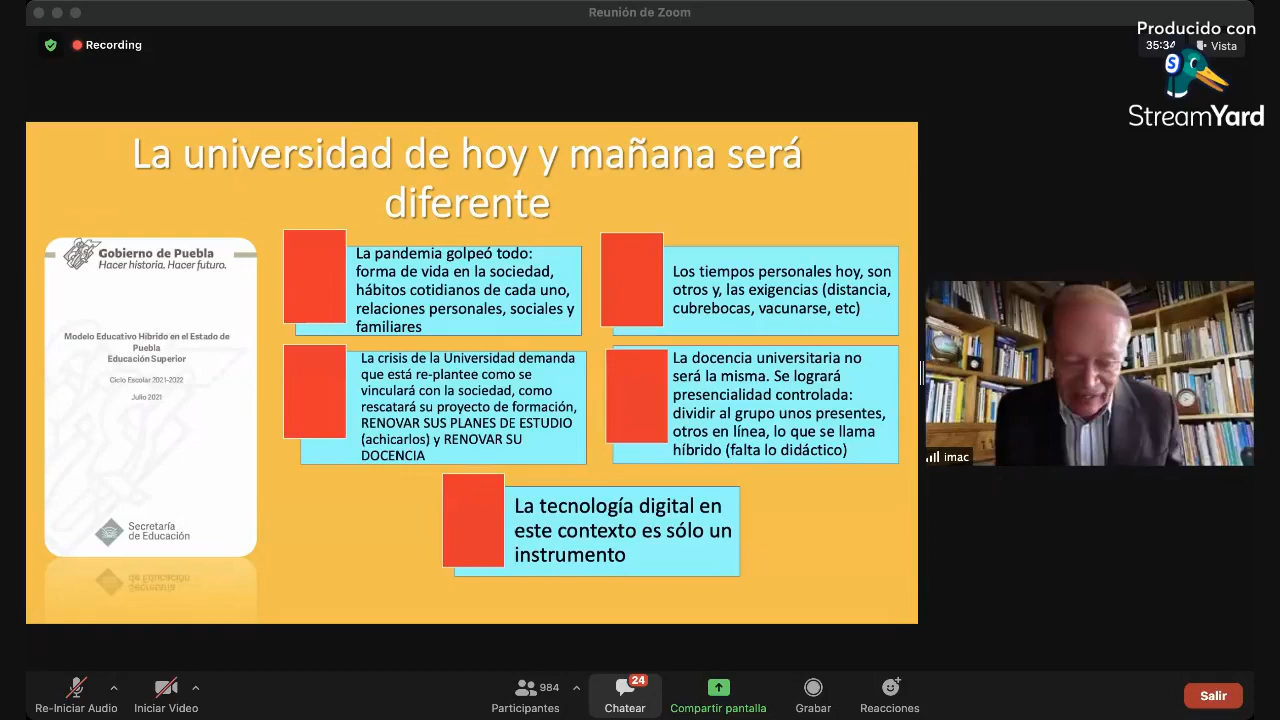 Reunión de Zoom
Recording
Producido con
35:34
Vista
StreamYard
La universidad de hoy y mañana será
diferente
Gobierno de Puebla
Hacer historia. Hacer futuro.
Modelo Educativo Híbrido en el Estado de
Puebla
Educación Superior
Ciclo Escolar 2021-2022
Julio 2021
Secretaría
de Educación
La pandemia golpeó todo:
forma de vida en la sociedad,
hábitos cotidianos de cada uno,
relaciones personales, sociales y
familiares
Los tiempos personales hoy, son
otros y, las exigencias (distancia,
cubrebocas, vacunarse, etc)
La crisis de la Universidad demanda
que está re-plantee como se
vinculará con la sociedad, como
rescatará su proyecto de formación,
RENOVAR SUS PLANES DE ESTUDIO
(achicarlos) y RENOVAR SU
DOCENCIA
La docencia universitaria no
será la misma. Se logrará
presencialidad controlada:
dividir al grupo unos presentes,
otros en línea, lo que se llama
híbrido (falta lo didáctico)
La tecnología digital en
este contexto es sólo un
instrumento
imac
Re-Iniciar Audio
Iniciar Video
984
Participantes
24
Chatear
Compartir pantalla
Grabar
Reacciones
Salir